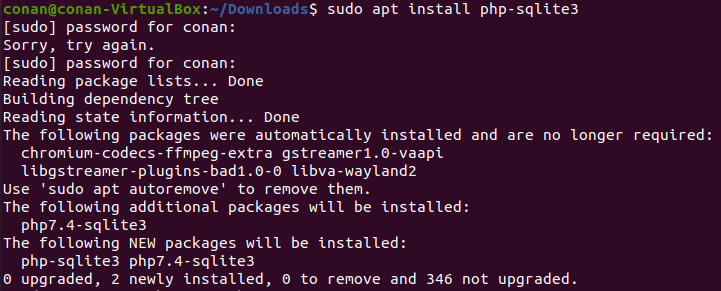 conan@conan-VirtualBox:~/Downloads$ sudo apt install php-sqlite3
[sudo] password for conan:
Sorry, try again.
[sudo] password for conan:
Reading package lists... Done
Building dependency tree
Reading state information... Done
The following packages were automatically installed and are no longer required:
  chromium-codecs-ffmpeg-extra gstreamer1.0-vaapi
  libgstreamer-plugins-bad1.0-0 libva-wayland2
Use 'sudo apt autoremove' to remove them.
The following additional packages will be installed:
  php7.4-sqlite3
The following NEW packages will be installed:
  php-sqlite3 php7.4-sqlite3
0 upgraded, 2 newly installed, 0 to remove and 346 not upgraded.